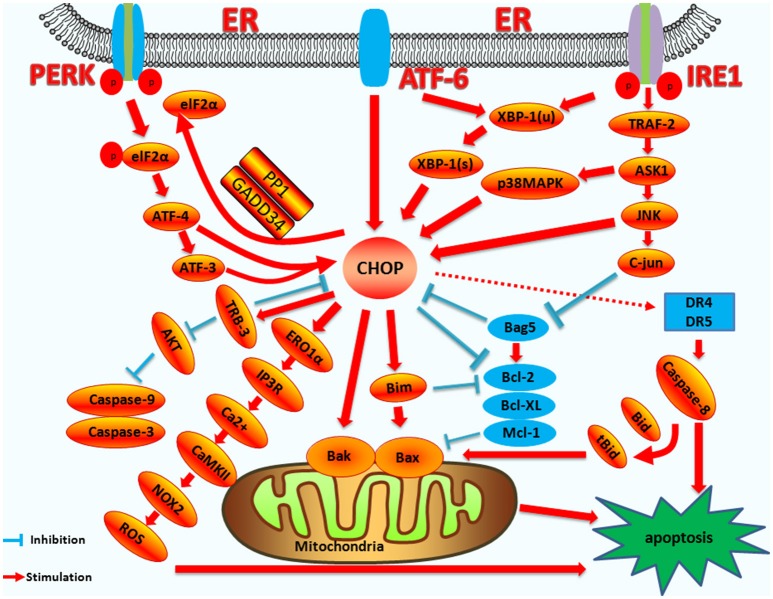 ER
ER
PERK
ATF-6
IRE1
P
P
P
P
eIF2α
XBP-1(u)
TRAF-2
P
eIF2α
PP1
GADD34
XBP-1(s)
p38MAPK
ASK1
ATF-4
JNK
ATF-3
CHOP
C-jun
TRB-3
AKT
ERO1α
Bag5
DR4
DR5
IP3R
Bim
Bcl-2
Caspase-8
Caspase-9
Caspase-3
Ca2+
Bcl-XL
Mcl-1
Bid
tBid
CaMKII
Bak
Bax
NOX2
ROS
Mitochondria
apoptosis
Inhibition
Stimulation